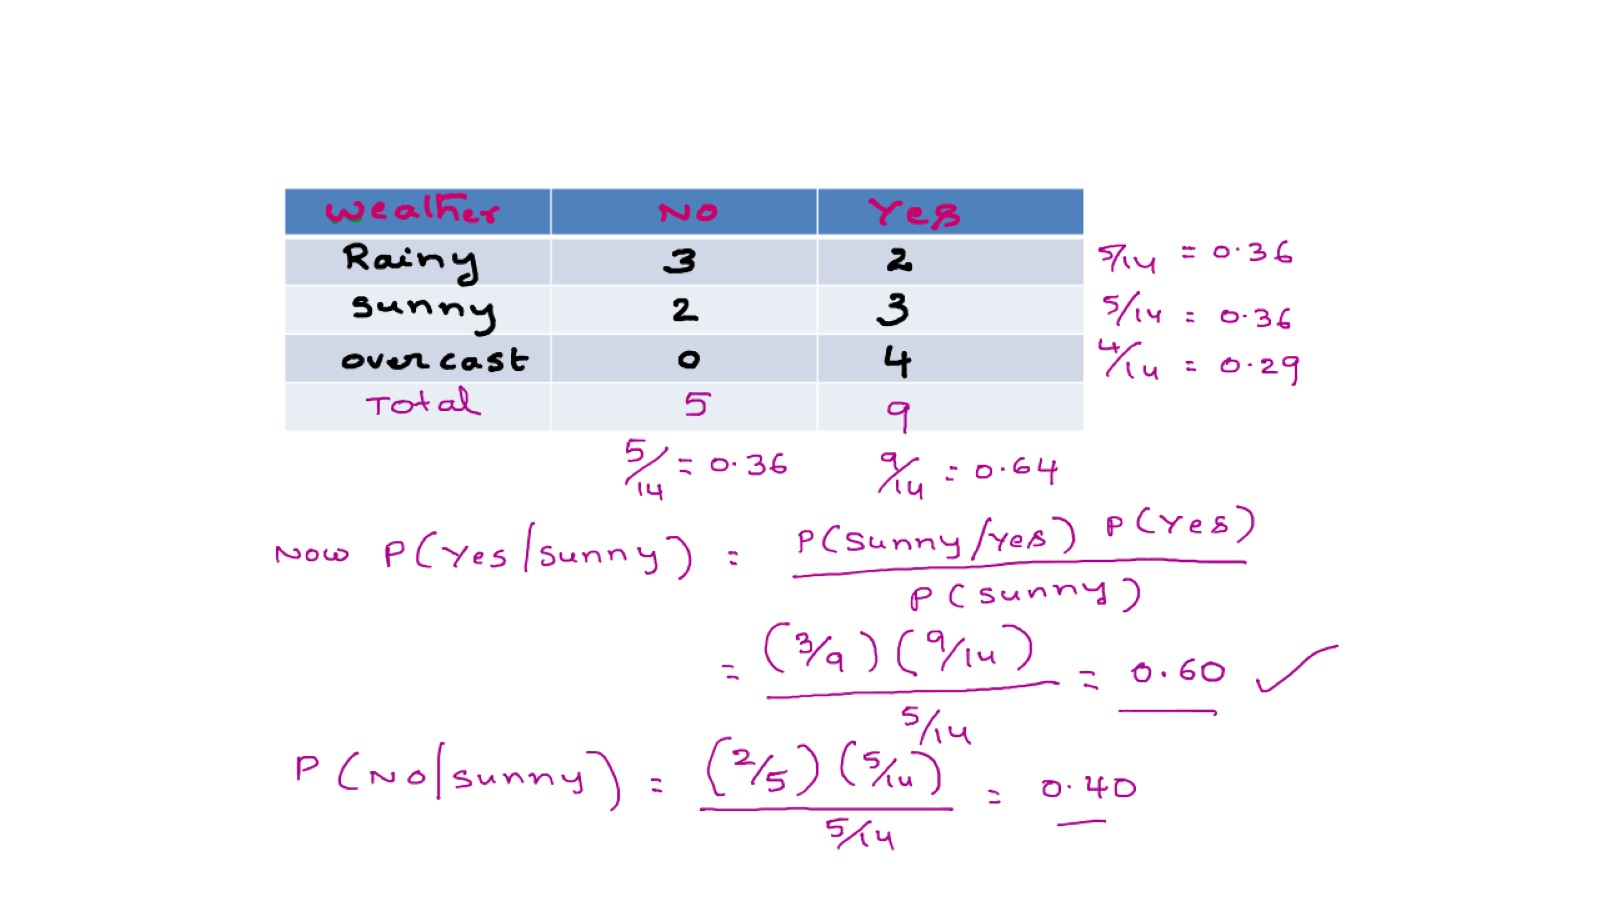 Weather No Yes
Rainy 3 2 5/14 = 0.36
Sunny 2 3 5/14 = 0.36
overcast 0 4 4/14 = 0.29
Total 5 9
5/14 = 0.36 9/14 = 0.64
Now P(Yes/sunny) = P(sunny/Yes) P(Yes)
P(sunny)
= (3/9) (9/14) = 0.60 ✓
5/14
P(No/sunny) = (2/5) (5/14) = 0.40
5/14